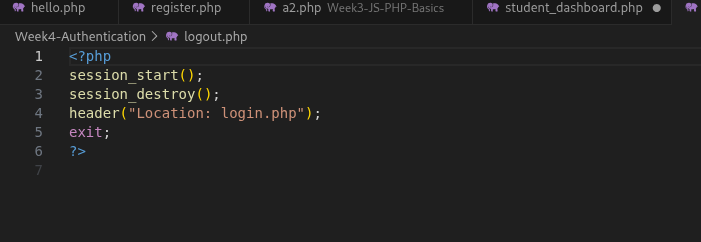 hello.php register.php a2.php Week3-JS-PHP-Basics student_dashboard.php
Week4-Authentication > logout.php
1 <?php
2 session_start();
3 session_destroy();
4 header("Location: login.php");
5 exit;
6 ?>
7